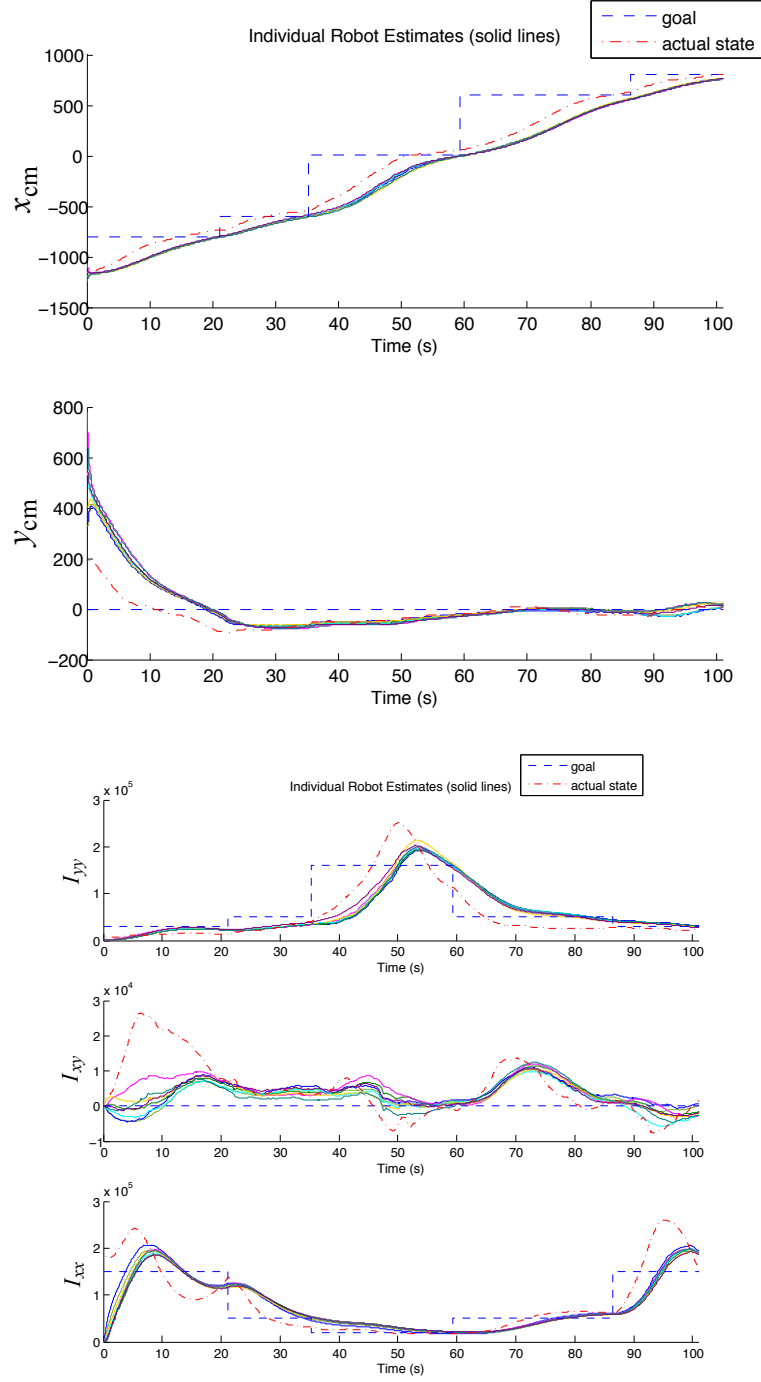 goal
actual state
Individual Robot Estimates (solid lines)
1000
500
0
−500
−1000
−1500
x cm
0 10 20 30 40 50 60 70 80 90 100
Time (s)
800
600
400
200
0
−200
y cm
0 10 20 30 40 50 60 70 80 90 100
Time (s)
goal
actual state
Individual Robot Estimates (solid lines)
x 10^5
3
2
1
0
I_yy
0 10 20 30 40 50 60 70 80 90 100
Time (s)
x 10^4
3
2
1
0
−1
I_xy
0 10 20 30 40 50 60 70 80 90 100
Time (s)
x 10^5
3
2
1
0
I_xx
0 10 20 30 40 50 60 70 80 90 100
Time (s)